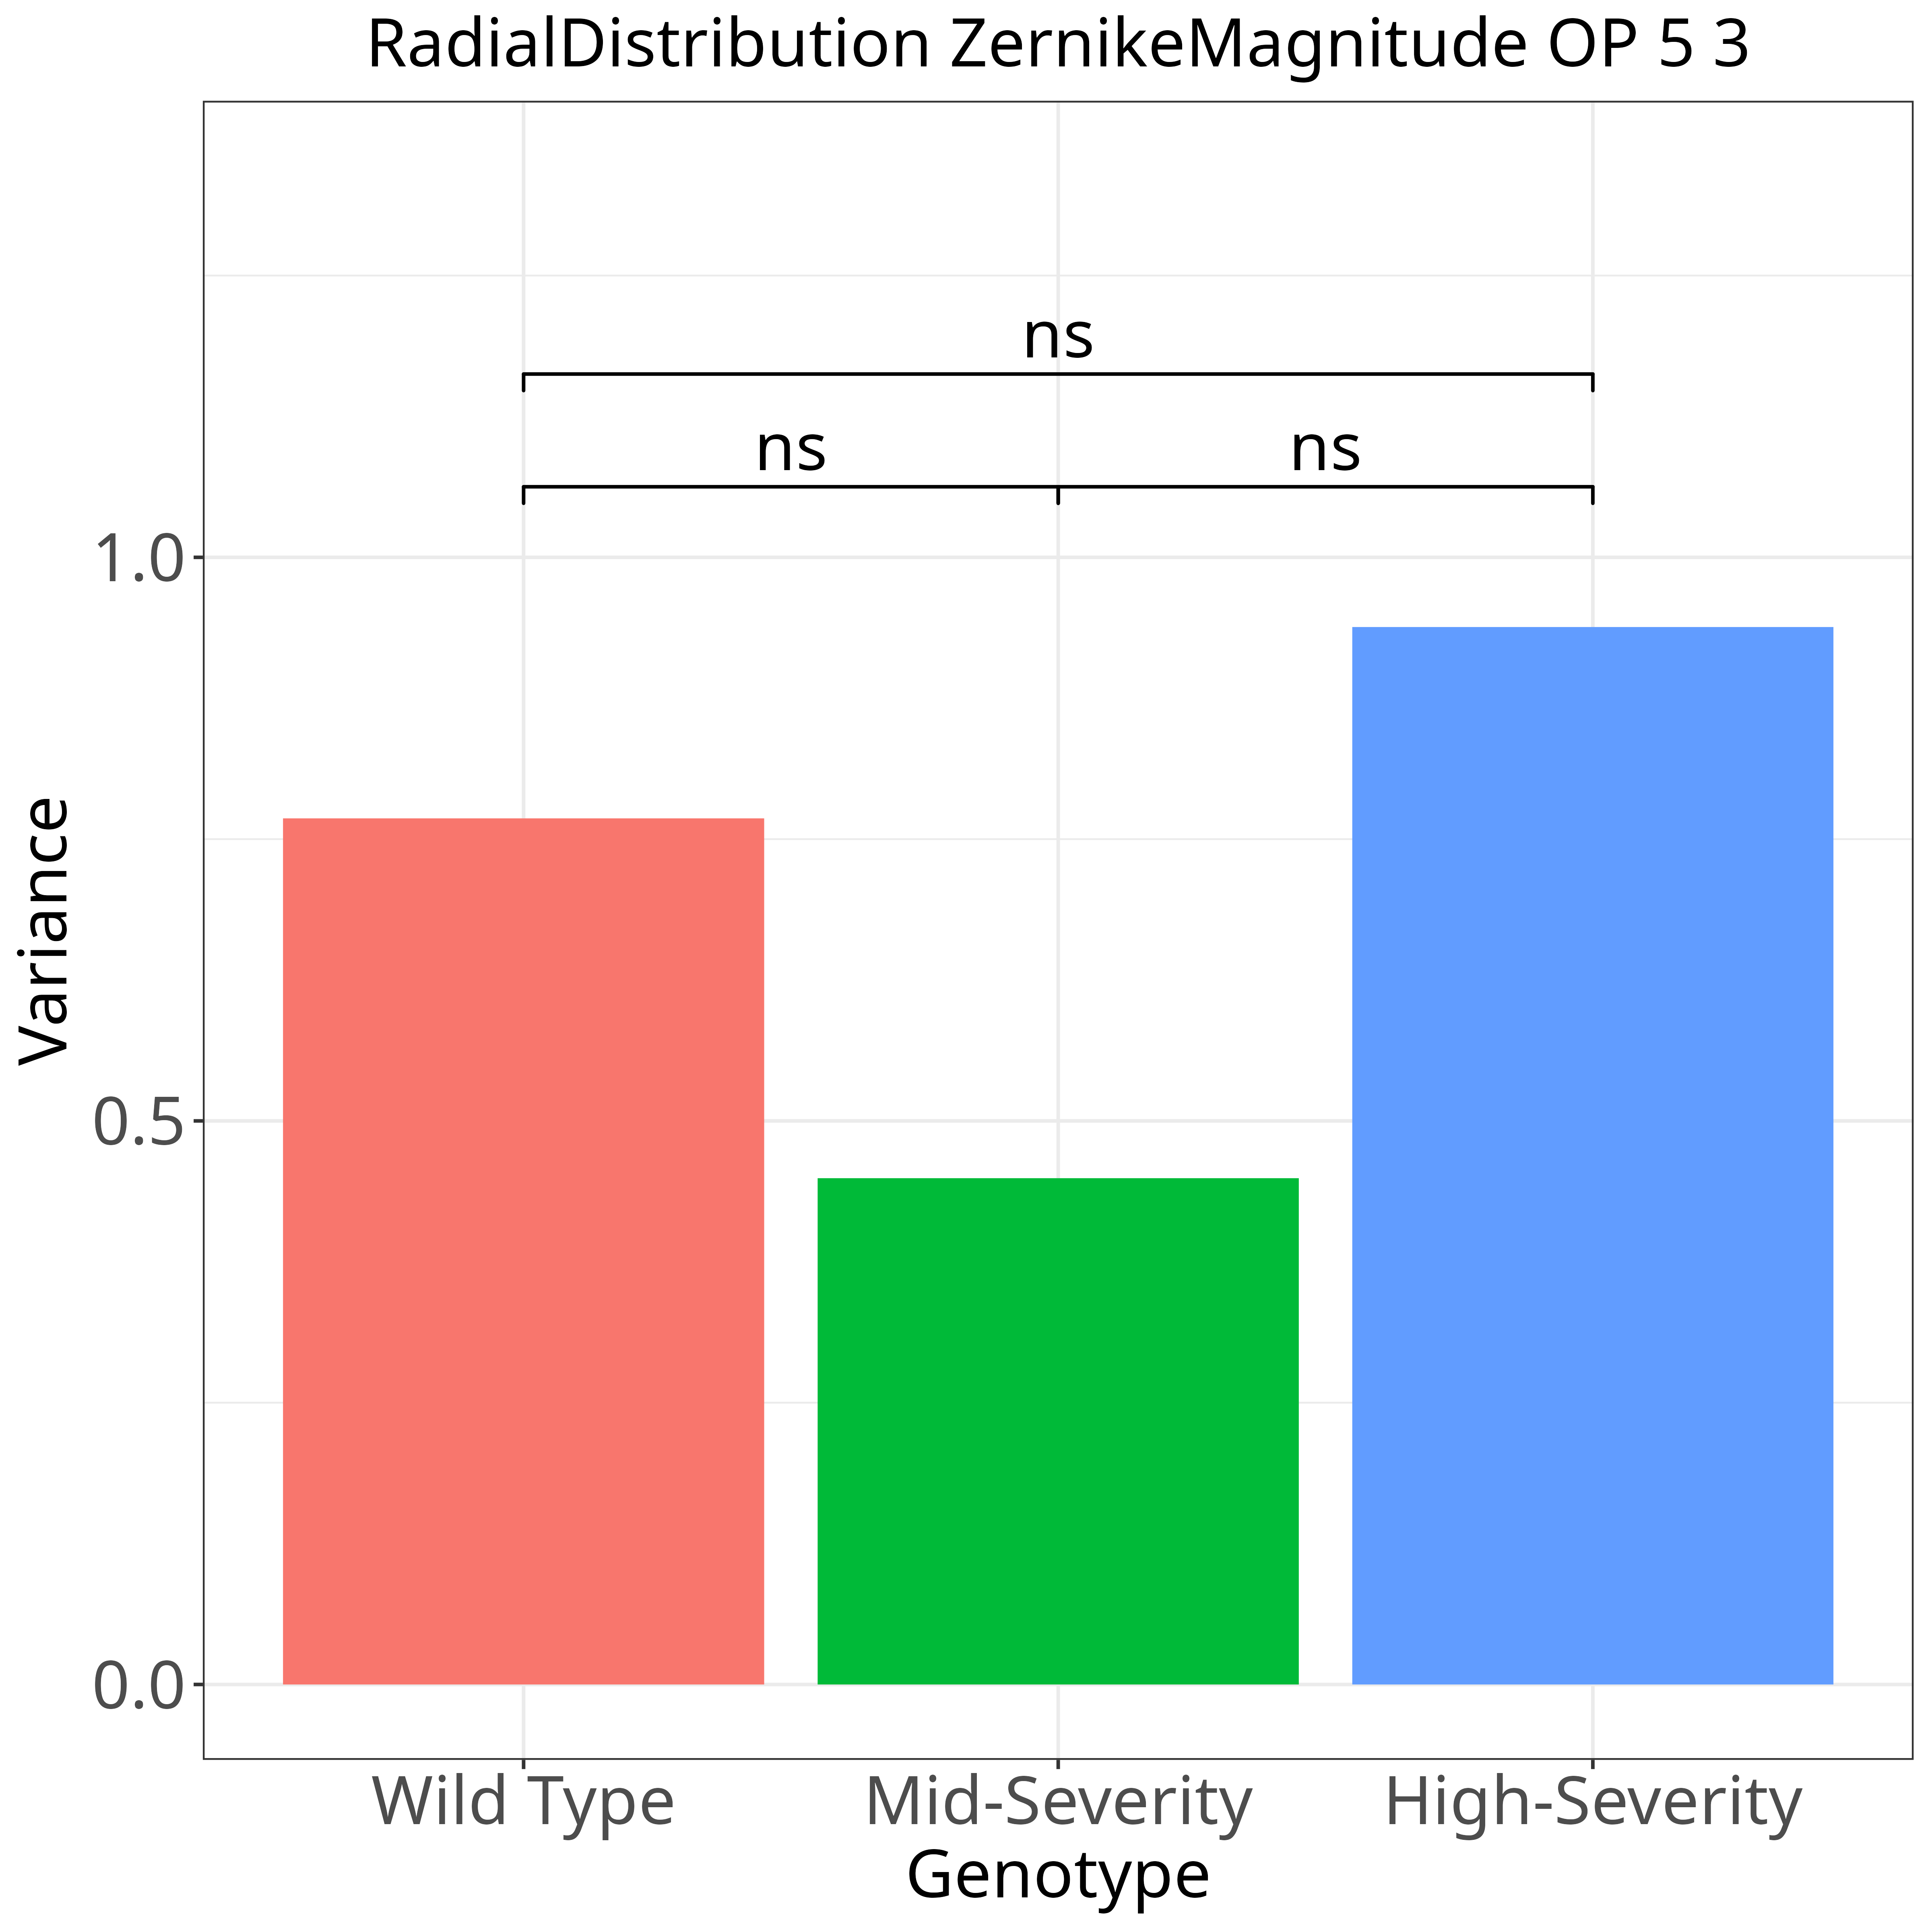 RadialDistribution ZernikeMagnitude OP 5 3
ns
ns ns
1.0
0.5
0.0
Variance
Wild Type Mid-Severity High-Severity
Genotype